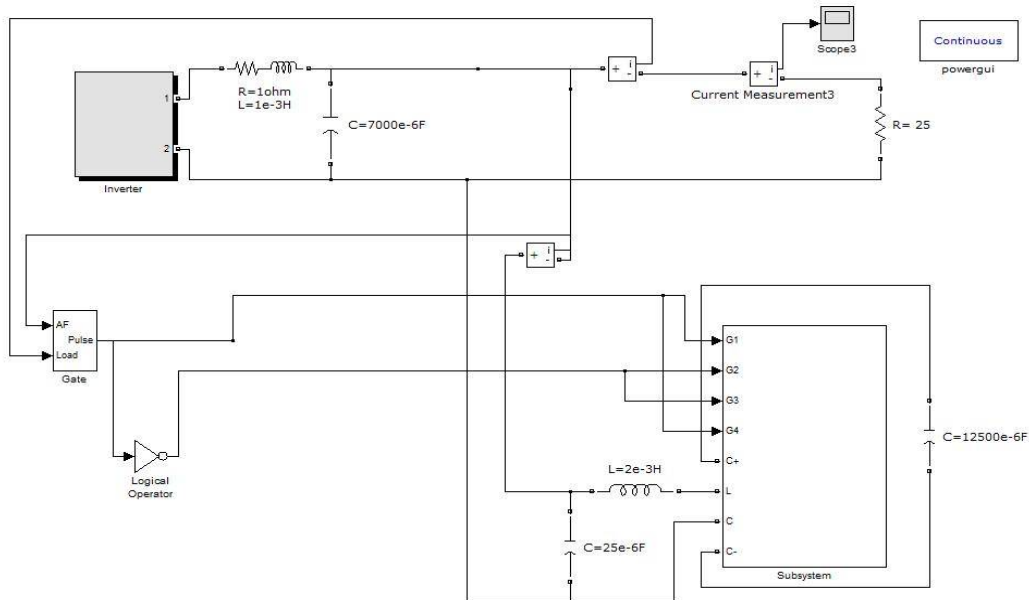 Scope3
Continuous
powergui
i
+
-
i
+
-
Current Measurement3
R=1ohm
L=1e-3H
1
2
C=7000e-6F
R= 25
Inverter
i
+
-
AF
Pulse
Load
Gate
Logical
Operator
G1
G2
G3
G4
C+
L
C
C-
Subsystem
C=12500e-6F
L=2e-3H
C=25e-6F